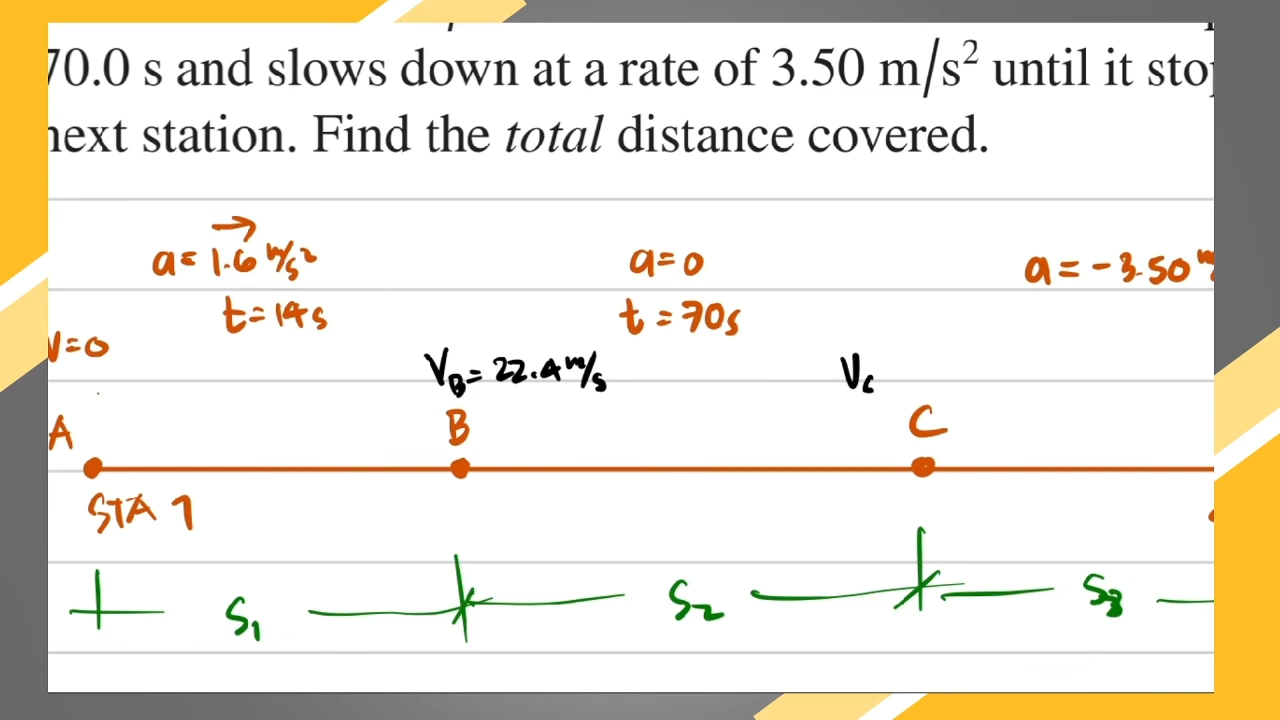 70.0 s and slows down at a rate of 3.50 m/s² until it stop
next station. Find the total distance covered.
a = 1.6 m/s²
a = 0
a = -3.50 m/
t = 14s
t = 70s
V=0
V_B = 22.4 m/s
V_C
A
B
C
STA 1
S₁
S₂
S₃